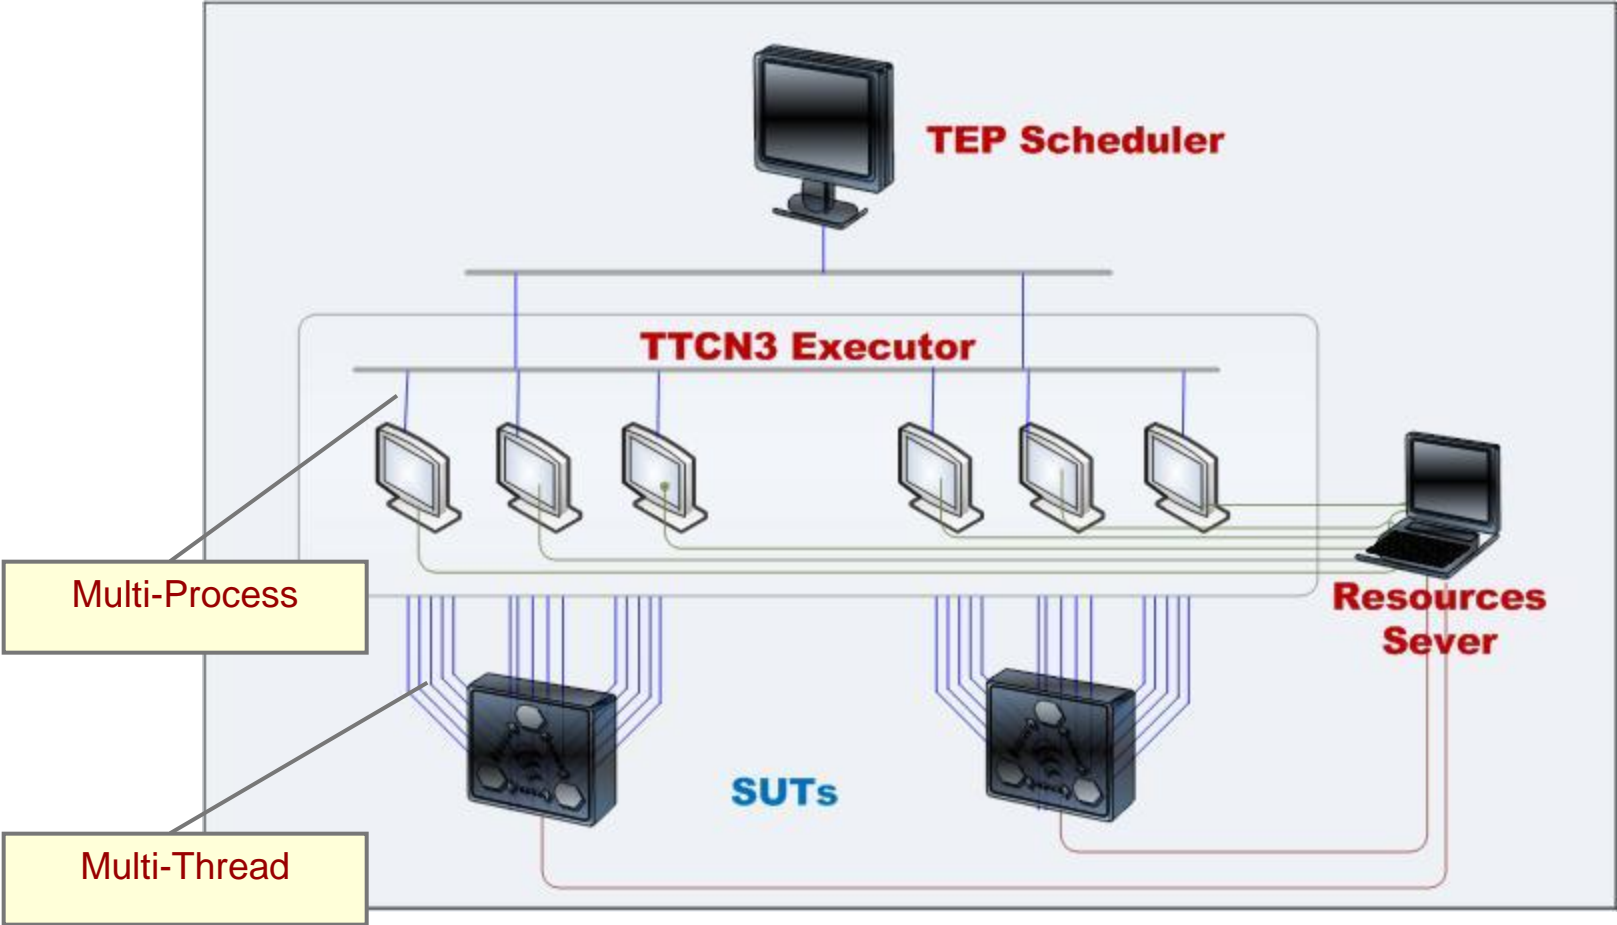 TEP Scheduler
TTCN3 Executor
Multi-Process
Resources
Sever
SUTs
Multi-Thread